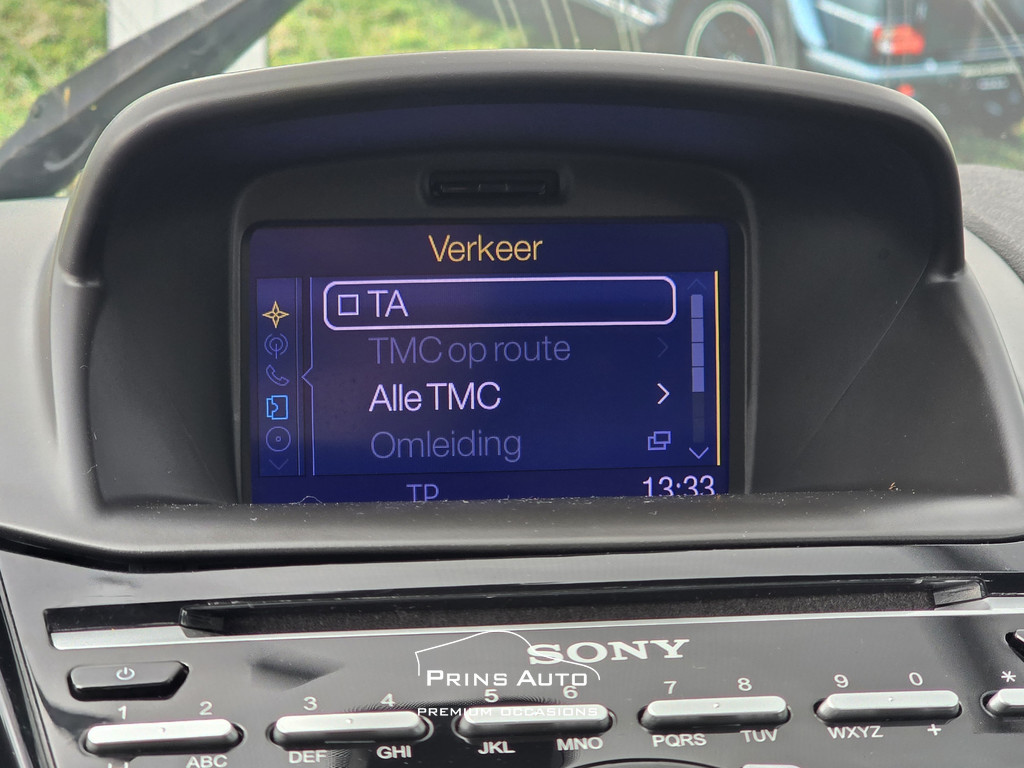 Verkeer
TA
TMC op route
Alle TMC
Omleiding
TP 13:33
SONY
PRINS AUTO
PREMIUM OCCASIONS
1 2 3 4 5 6 7 8 9 0 *
ABC DEF GHI JKL MNO PQRS TUV WXYZ +